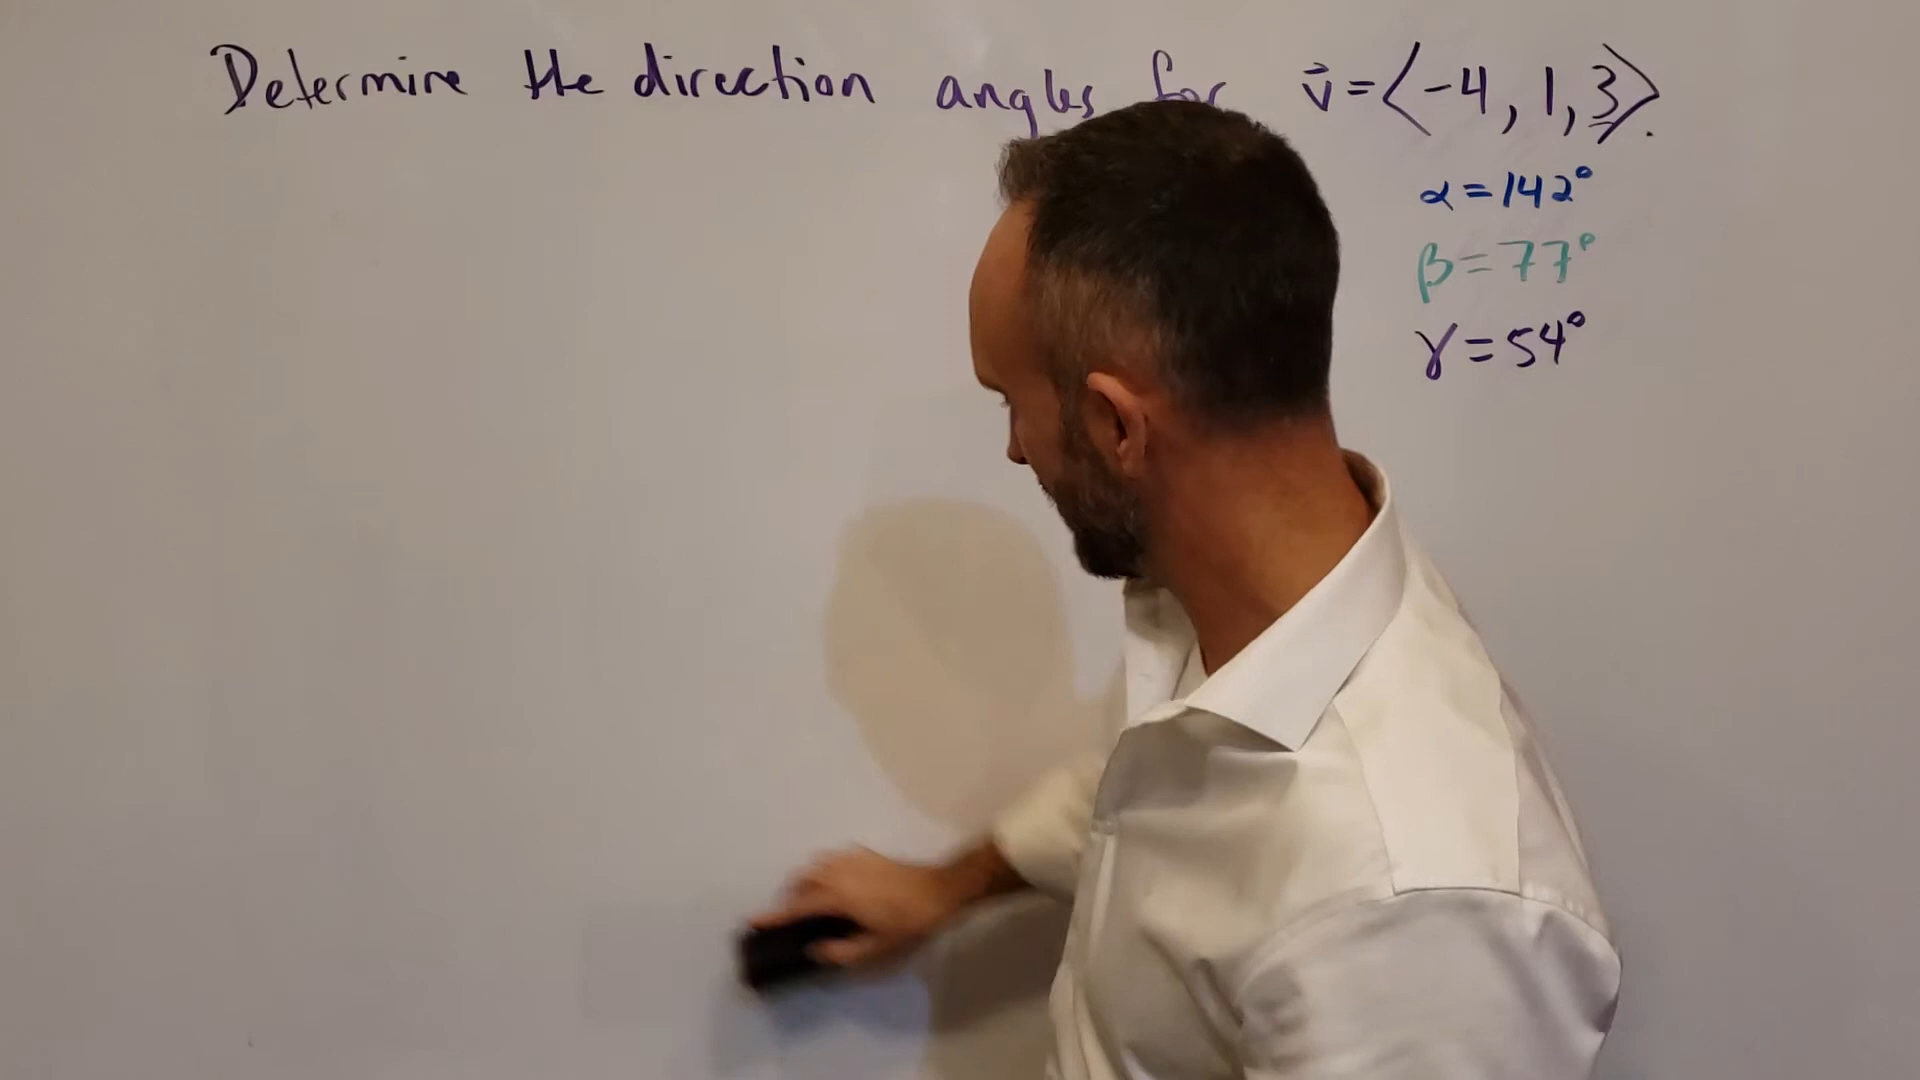 Determine the direction angles for v⃗ = ⟨-4, 1, 3⟩.
α = 142°
β = 77°
γ = 54°